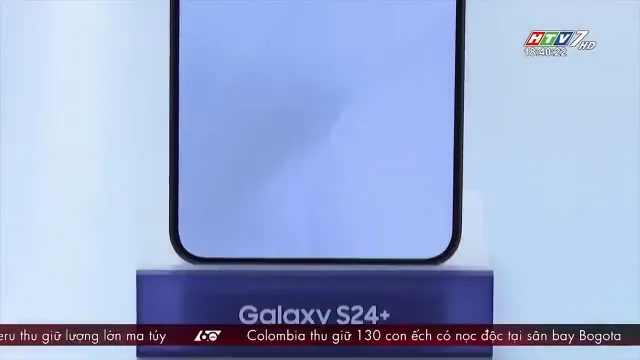 HTV7 HD
18:40:22
Galaxy S24+
eru thu giữ lượng lớn ma túy
Colombia thu giữ 130 con ếch có nọc độc tại sân bay Bogota